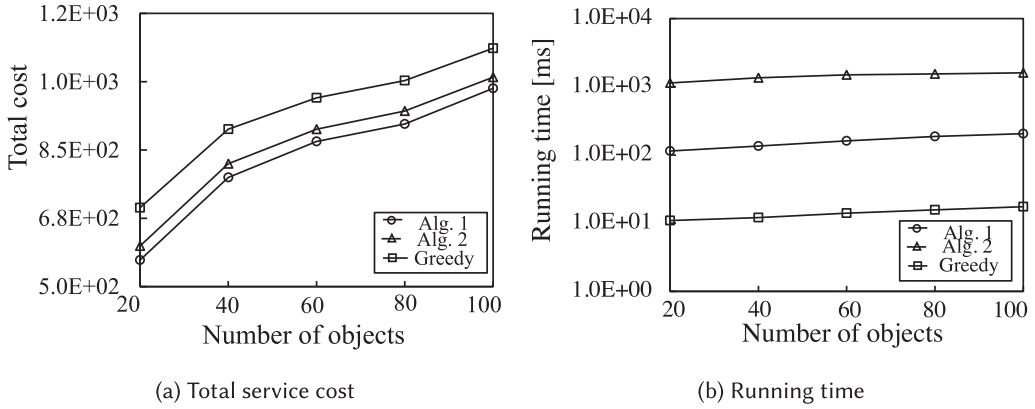 1.2E+03
1.0E+03
8.5E+02
6.8E+02
5.0E+02
Total cost
Alg. 1
Alg. 2
Greedy
20 40 60 80 100
Number of objects
(a) Total service cost
1.0E+04
1.0E+03
1.0E+02
1.0E+01
1.0E+00
Running time [ms]
Alg. 1
Alg. 2
Greedy
20 40 60 80 100
Number of objects
(b) Running time